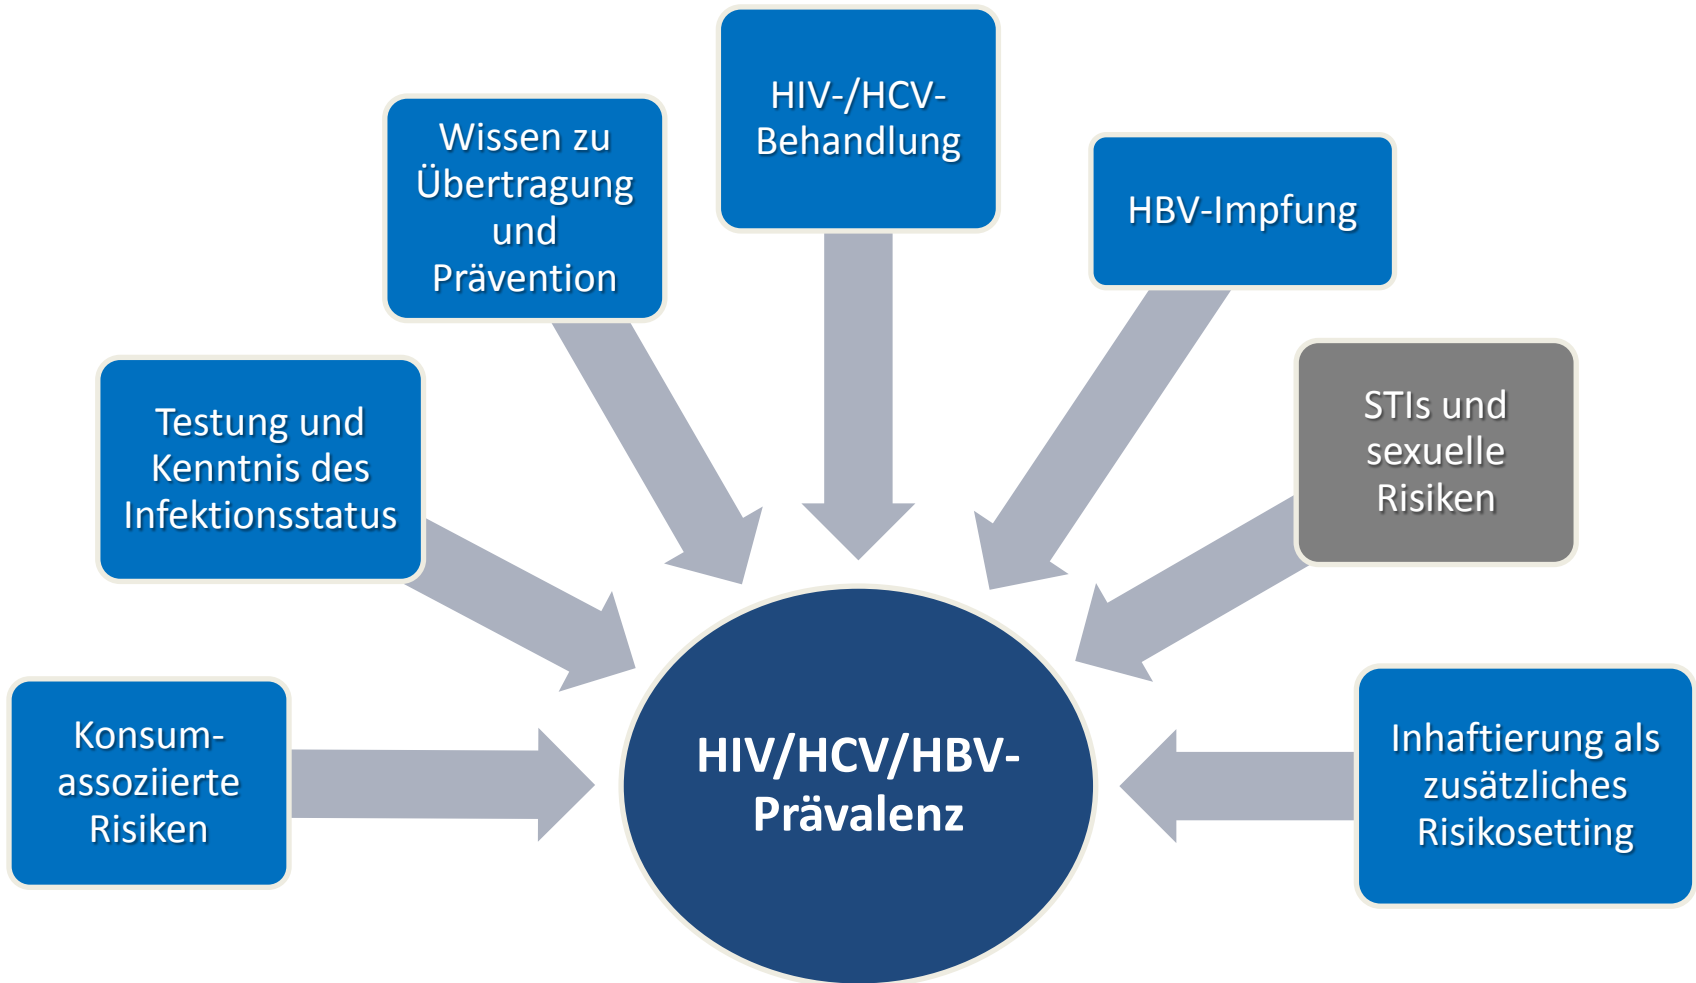 HIV-/HCV-
Behandlung
Wissen zu
Übertragung
und
Prävention
HBV-Impfung
Testung und
Kenntnis des
Infektionsstatus
STIs und
sexuelle
Risiken
Konsum-
assoziierte
Risiken
HIV/HCV/HBV-
Prävalenz
Inhaftierung als
zusätzliches
Risikosetting